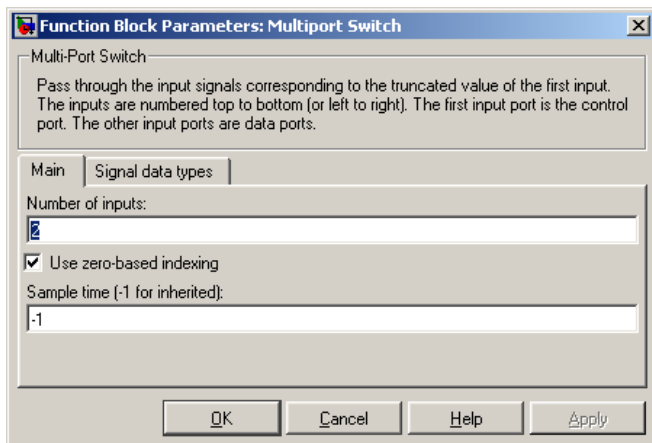 Function Block Parameters: Multiport Switch
Multi-Port Switch
Pass through the input signals corresponding to the truncated value of the first input.
The inputs are numbered top to bottom (or left to right). The first input port is the control
port. The other input ports are data ports.
Main Signal data types
Number of inputs:
2
Use zero-based indexing
Sample time (-1 for inherited):
-1
OK Cancel Help Apply